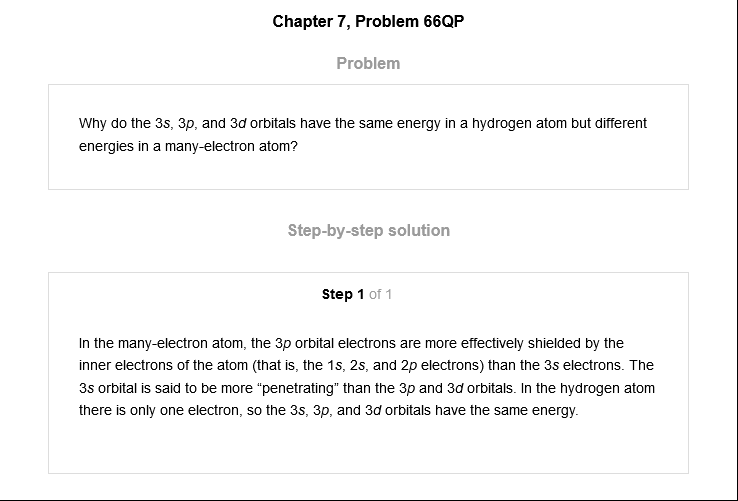 Chapter 7, Problem 66QP
Problem
Why do the 3s, 3p, and 3d orbitals have the same energy in a hydrogen atom but different
energies in a many-electron atom?
Step-by-step solution
Step 1 of 1
In the many-electron atom, the 3p orbital electrons are more effectively shielded by the
inner electrons of the atom (that is, the 1s, 2s, and 2p electrons) than the 3s electrons. The
3s orbital is said to be more “penetrating” than the 3p and 3d orbitals. In the hydrogen atom
there is only one electron, so the 3s, 3p, and 3d orbitals have the same energy.